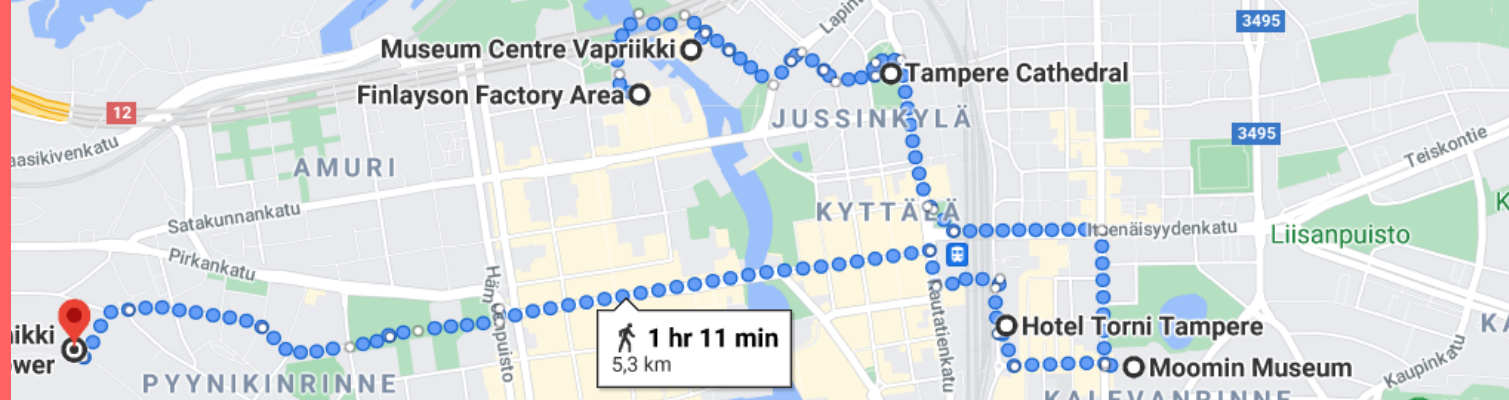 3495
Museum Centre Vapriikki
Tampere Cathedral
Finlayson Factory Area
12
JUSSINKYLÄ
3495
Teiskontie
AMURI
Satakunnankatu
KYTTÄLÄ
Liisanpuisto
Pirkankatu
1 hr 11 min
5,3 km
Hotel Torni Tampere
Moomin Museum
Kaupinkatu
PYYNIKINRINNE